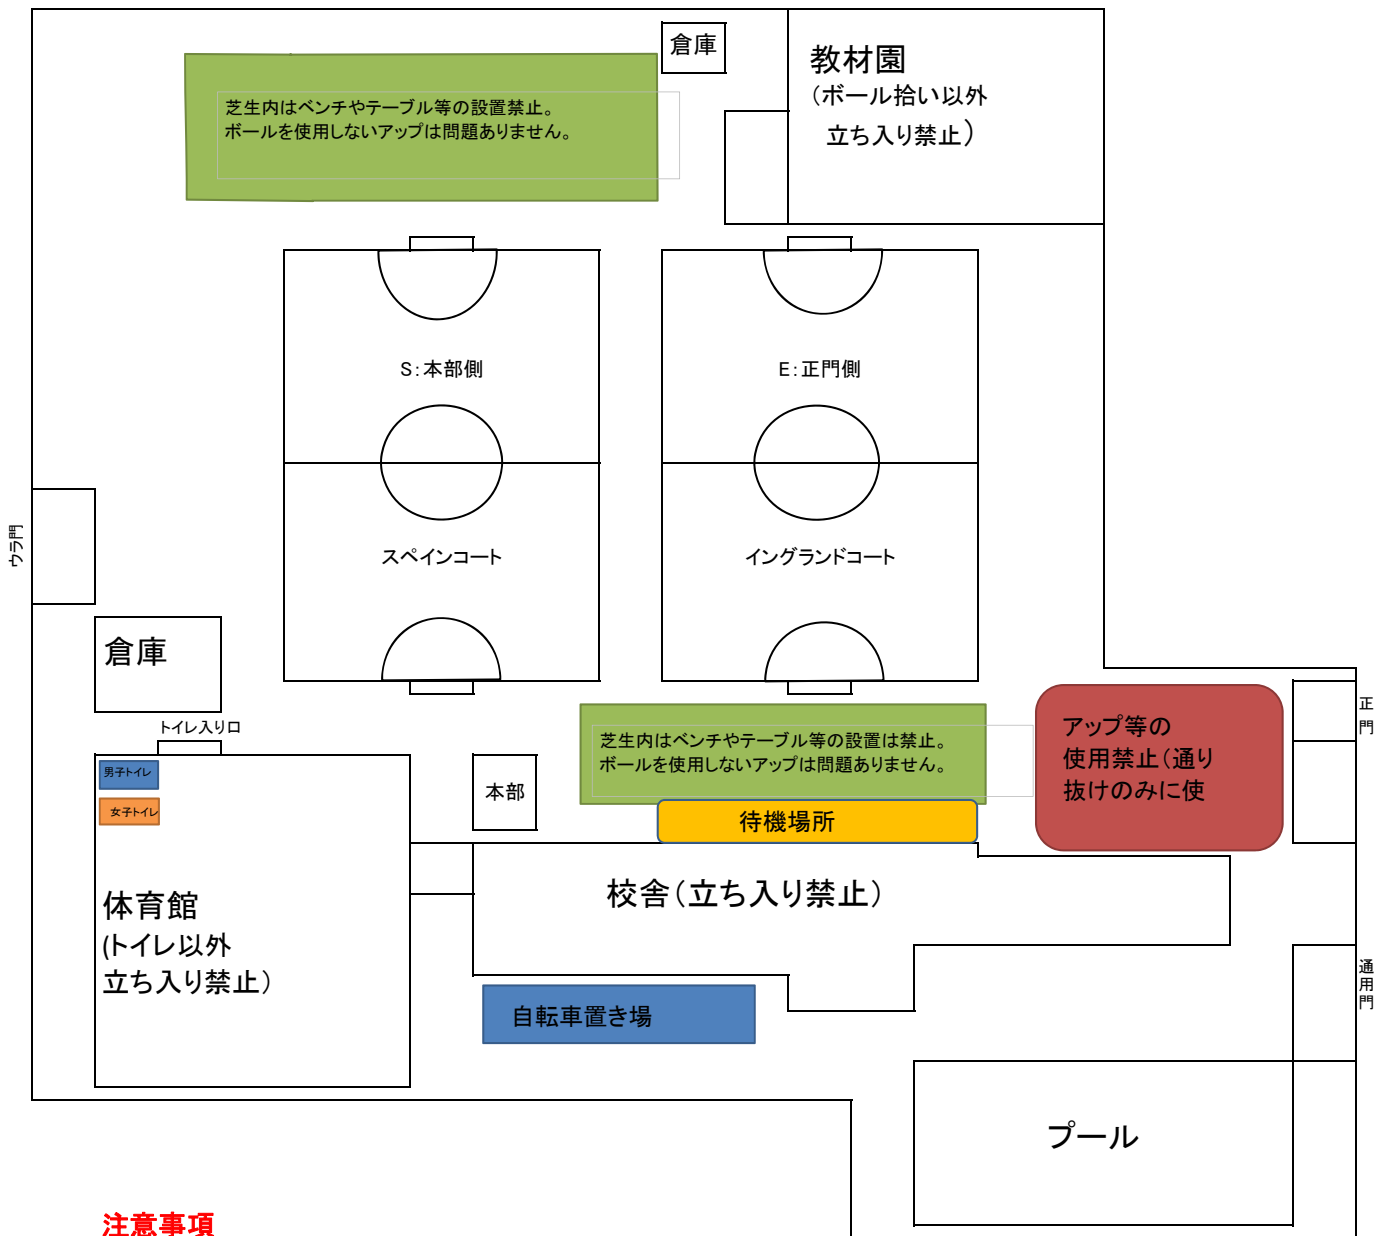 倉庫
教材園
（ボール拾い以外
立ち入り禁止）
芝生内はベンチやテーブル等の設置禁止。
ボールを使用しないアップは問題ありません。
S：本部側
E：正門側
スペインコート
イングランドコート
ウラ門
倉庫
トイレ入り口
男子トイレ
女子トイレ
体育館
(トイレ以外
立ち入り禁止）
本部
芝生内はベンチやテーブル等の設置は禁止。
ボールを使用しないアップは問題ありません。
待機場所
アップ等の
使用禁止（通り
抜けのみに使
正門
校舎（立ち入り禁止）
自転車置き場
通用門
プール
注意事項